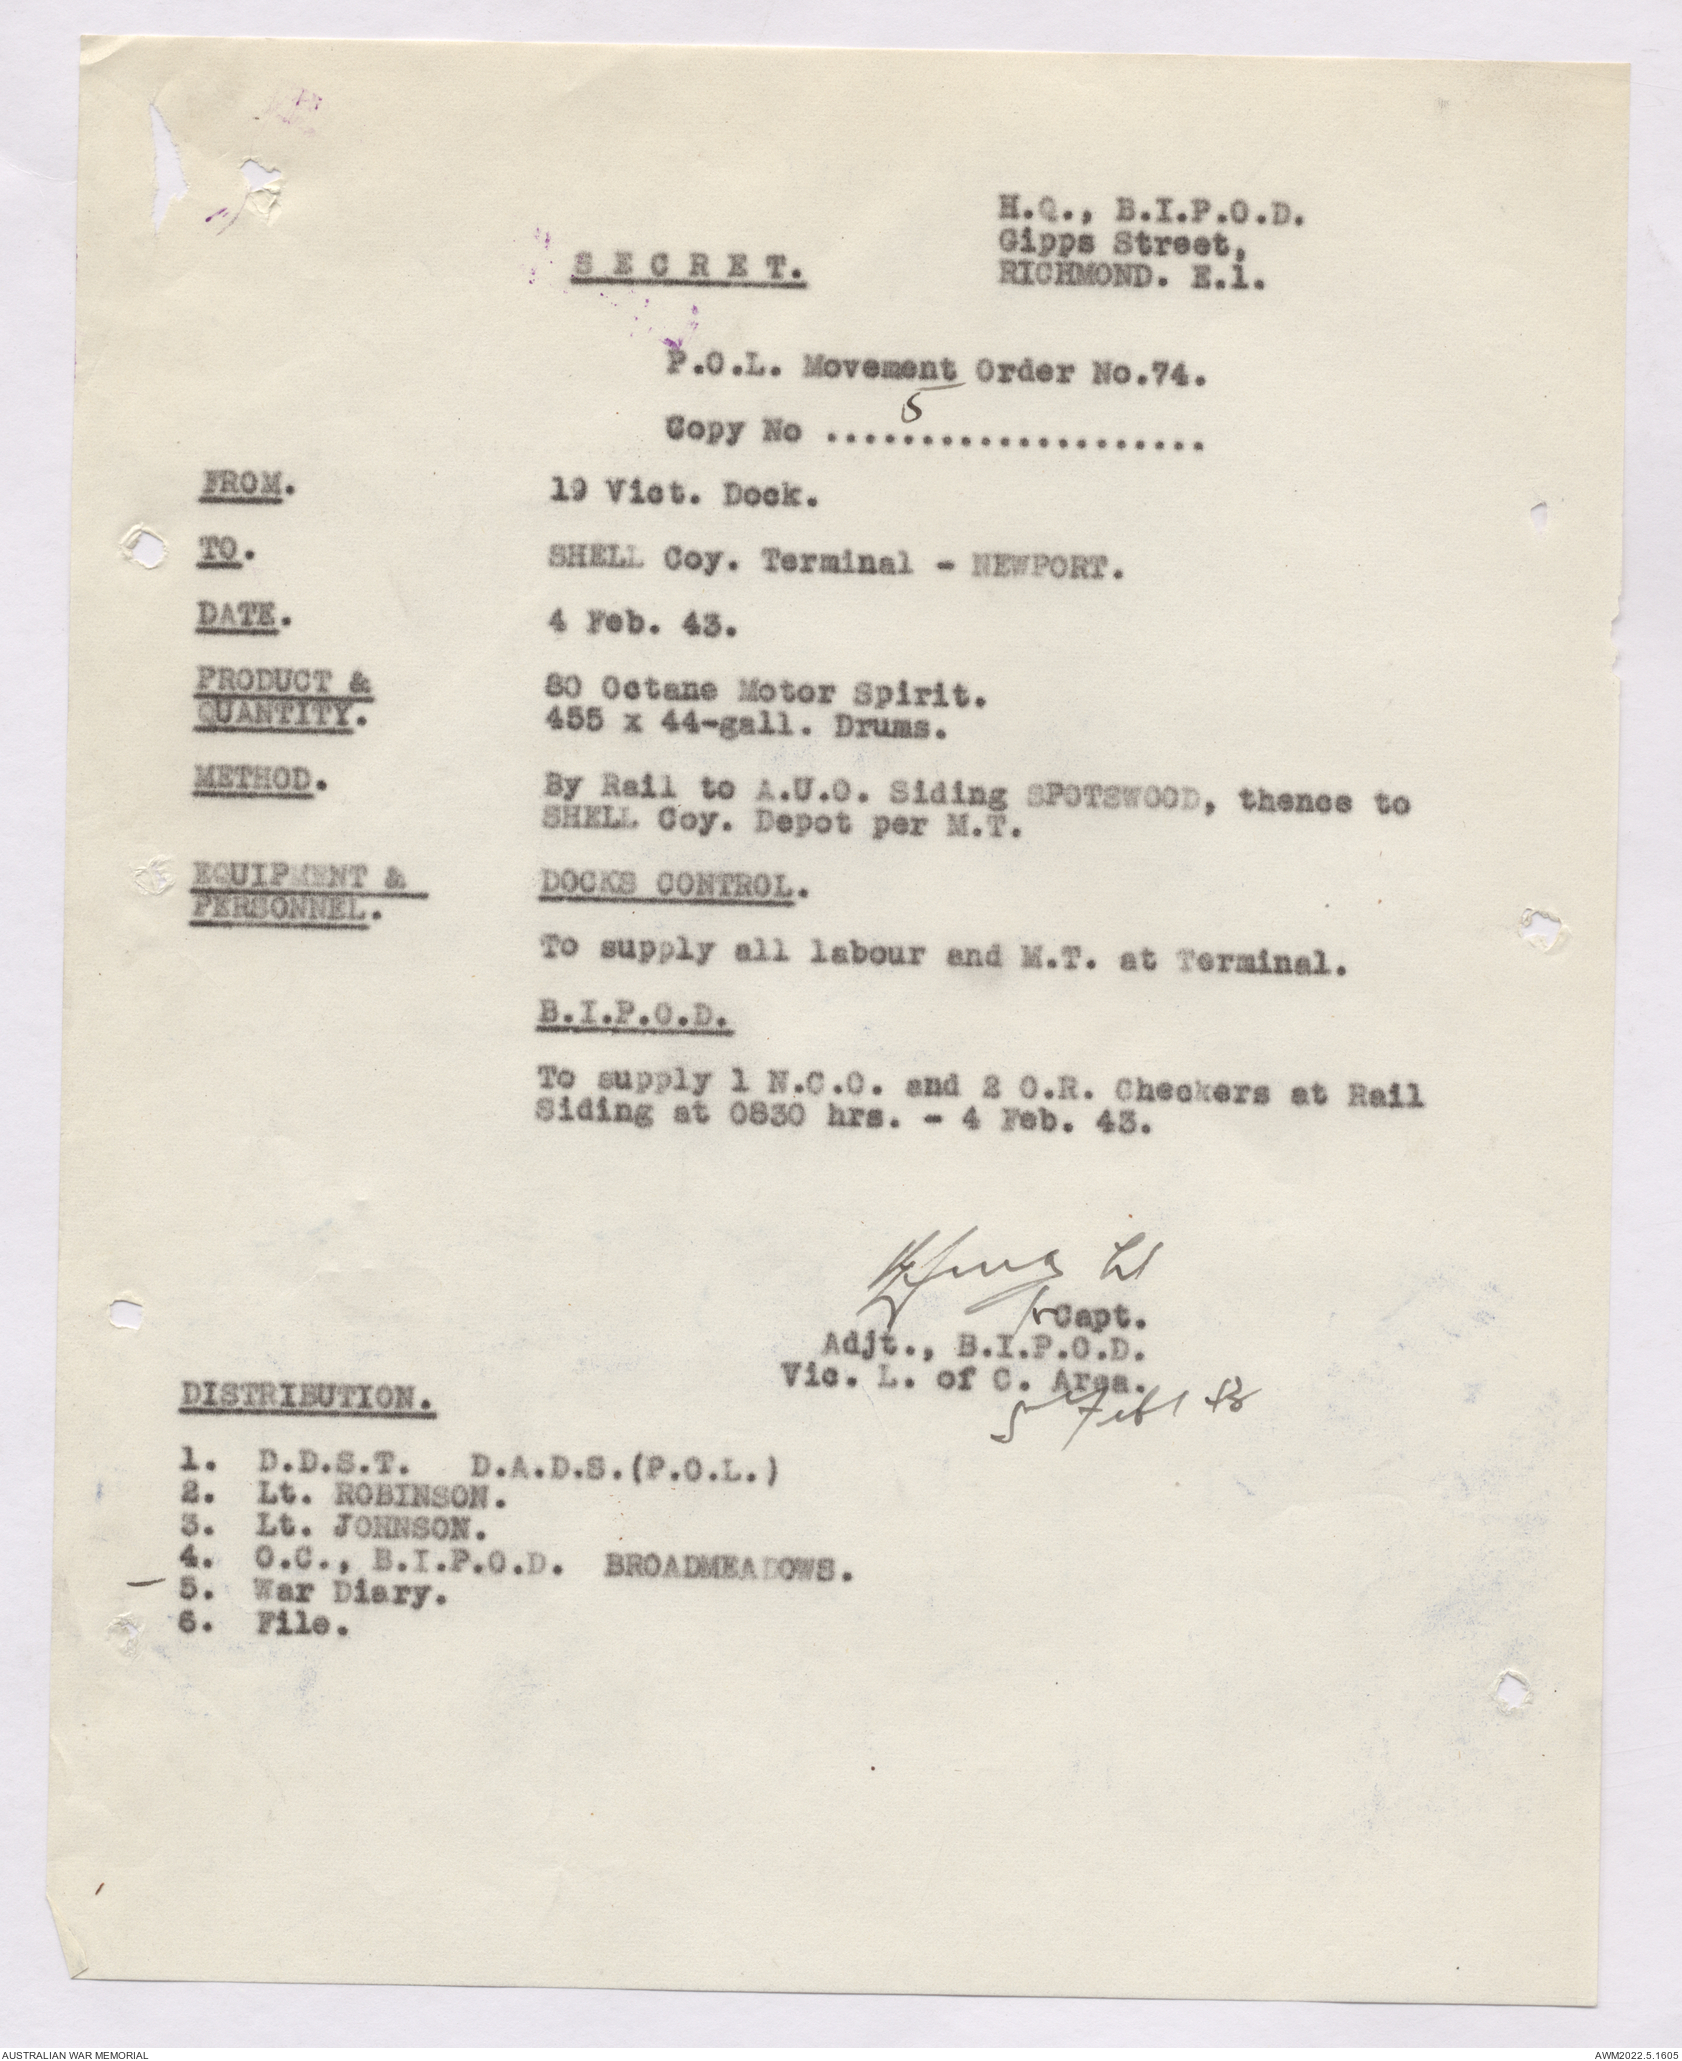 H.Q., B.I.P.O.D.
Gipps Street,
RICHMOND. E.1.
S E C R E T.
P.O.L. Movement Order No.74.
Copy No ....................
5
FROM. 19 Vict. Dock.
TO. SHELL Coy. Terminal - NEWPORT.
DATE. 4 Feb. 43.
PRODUCT & 80 Octane Motor Spirit.
QUANTITY. 455 x 44-gall. Drums.
METHOD. By Rail to A.U.O. Siding SPOTSWOOD, thence to
SHELL Coy. Depot per M.T.
EQUIPMENT & DOCKS CONTROL.
PERSONNEL.
To supply all labour and M.T. at Terminal.
B.I.P.O.D.
To supply 1 N.C.O. and 2 O.R. Checkers at Rail
Siding at 0830 hrs. - 4 Feb. 43.
Lt
fr Capt.
Adjt., B.I.P.O.D.
Vic. L. of C. Area.
5 Feb 43
DISTRIBUTION.
1. D.D.S.T. D.A.D.S.(P.O.L.)
2. Lt. ROBINSON.
3. Lt. JOHNSON.
4. O.C., B.I.P.O.D. BROADMEADOWS.
5. War Diary.
6. File.
AUSTRALIAN WAR MEMORIAL
AWM2022.5.1605